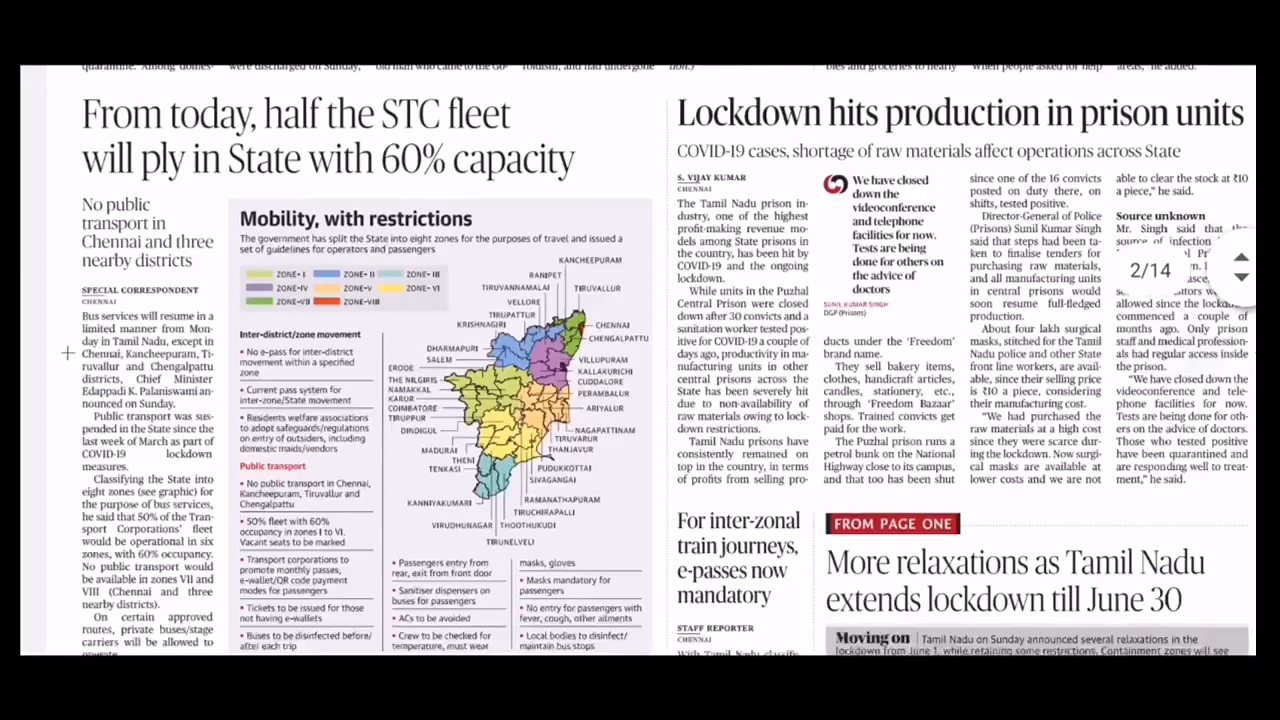 From today, half the STC fleet
will ply in State with 60% capacity
No public
transport in
Chennai and three
nearby districts
SPECIAL CORRESPONDENT
CHENNAI
Bus services will resume in a
limited manner from Mon-
day in Tamil Nadu, except in
Chennai, Kancheepuram, Ti-
ruvallur and Chengalpattu
districts, Chief Minister
Edappadi K. Palaniswami an-
nounced on Sunday.
Public transport was sus-
pended in the State since the
last week of March as part of
COVID-19 lockdown
measures.
Classifying the State into
eight zones (see graphic) for
the purpose of bus services,
he said that 50% of the Tran-
sport Corporations' fleet
would be operational in six
zones, with 60% occupancy.
No public transport would
be available in zones VII and
VIII (Chennai and three
nearby districts).
On certain approved
routes, private buses/stage
carriers will be allowed to
Mobility, with restrictions
The government has split the State into eight zones for the purposes of travel and issued a
set of guidelines for operators and passengers
ZONE- I ZONE- II ZONE- III
ZONE-IV ZONE-V ZONE- VI
ZONE-VII ZONE-VIII
Inter-district/zone movement
• No e-pass for inter-district
movement within a specified
zone
• Current pass system for
inter-zone/State movement
• Residents welfare associations
to adopt safeguards/regulations
on entry of outsiders, including
domestic maids/vendors
Public transport
• No public transport in Chennai,
Kancheepuram, Tiruvallur and
Chengalpattu
• 50% fleet with 60%
occupancy in zones I to VI.
Vacant seats to be marked
• Transport corporations to
promote monthly passes,
e-wallet/QR code payment
modes for passengers
• Tickets to be issued for those
not having e-wallets
• Buses to be disinfected before/
after each trip
KANCHEEPURAM
RANIPET
TIRUVANNAMALAI
TIRUVALLUR
VELLORE
TIRUPATTUR
KRISHNAGIRI
CHENNAI
CHENGALPATTU
DHARMAPURI
SALEM
VILLUPURAM
ERODE
KALLAKURICHI
THE NILGIRIS
CUDDALORE
NAMAKKAL
PERAMBALUR
KARUR
COIMBATORE
ARIYALUR
TIRUPPUR
DINDIGUL
NAGAPATTINAM
TIRUVARUR
MADURAI
THANJAVUR
THENI
TENKASI
PUDUKKOTTAI
SIVAGANGAI
KANNIYAKUMARI
RAMANATHAPURAM
TIRUCHIRAPALLI
VIRUDHUNAGAR
THOOTHUKUDI
TIRUNELVELI
• Passengers entry from
rear, exit from front door
• Sanitiser dispensers on
buses for passengers
• ACs to be avoided
• Crew to be checked for
temperature, must wear
masks, gloves
• Masks mandatory for
passengers
• No entry for passengers with
fever, cough, other ailments
• Local bodies to disinfect/
maintain bus stops
Lockdown hits production in prison units
COVID-19 cases, shortage of raw materials affect operations across State
S. VIJAY KUMAR
CHENNAI
The Tamil Nadu prison in-
dustry, one of the highest
profit-making revenue mo-
dels among State prisons in
the country, has been hit by
COVID-19 and the ongoing
lockdown.
While units in the Puzhal
Central Prison were closed
down after 30 convicts and a
sanitation worker tested pos-
itive for COVID-19 a couple of
days ago, productivity in ma-
nufacturing units in other
central prisons across the
State has been severely hit
due to non-availability of
raw materials owing to lock-
down restrictions.
Tamil Nadu prisons have
consistently remained on
top in the country, in terms
of profits from selling pro-
We have closed
down the
videoconference
and telephone
facilities for now.
Tests are being
done for others on
the advice of
doctors
SUNIL KUMAR SINGH
DGP (Prisons)
ducts under the 'Freedom'
brand name.
They sell bakery items,
clothes, handicraft articles,
candles, stationery, etc.,
through 'Freedom Bazaar'
shops. Trained convicts get
paid for the work.
The Puzhal prison runs a
petrol bunk on the National
Highway close to its campus,
and that too has been shut
since one of the 16 convicts
posted on duty there, on
shifts, tested positive.
Director-General of Police
(Prisons) Sunil Kumar Singh
said that steps had been ta-
ken to finalise tenders for
purchasing raw materials,
and all manufacturing units
in central prisons would
soon resume full-fledged
production.
About four lakh surgical
masks, stitched for the Tamil
Nadu police and other State
front line workers, are avail-
able, since their selling price
is ₹10 a piece, considering
their manufacturing cost.
"We had purchased the
raw materials at a high cost
since they were scarce dur-
ing the lockdown. Now surgi-
cal masks are available at
lower costs and we are not
able to clear the stock at ₹10
a piece," he said.
Source unknown
Mr. Singh said that
source of infection
2/14
allowed since the
commenced a couple of
months ago. Only prison
staff and medical profession-
als had regular access inside
the prison.
"We have closed down the
videoconference and tele-
phone facilities for now.
Tests are being done for oth-
ers on the advice of doctors.
Those who tested positive
have been quarantined and
are responding well to treat-
ment," he said.
For inter-zonal
train journeys,
e-passes now
mandatory
STAFF REPORTER
CHENNAI
FROM PAGE ONE
More relaxations as Tamil Nadu
extends lockdown till June 30
Moving on | Tamil Nadu on Sunday announced several relaxations in the
lockdown from June 1, while retaining some restrictions. Containment zones will see